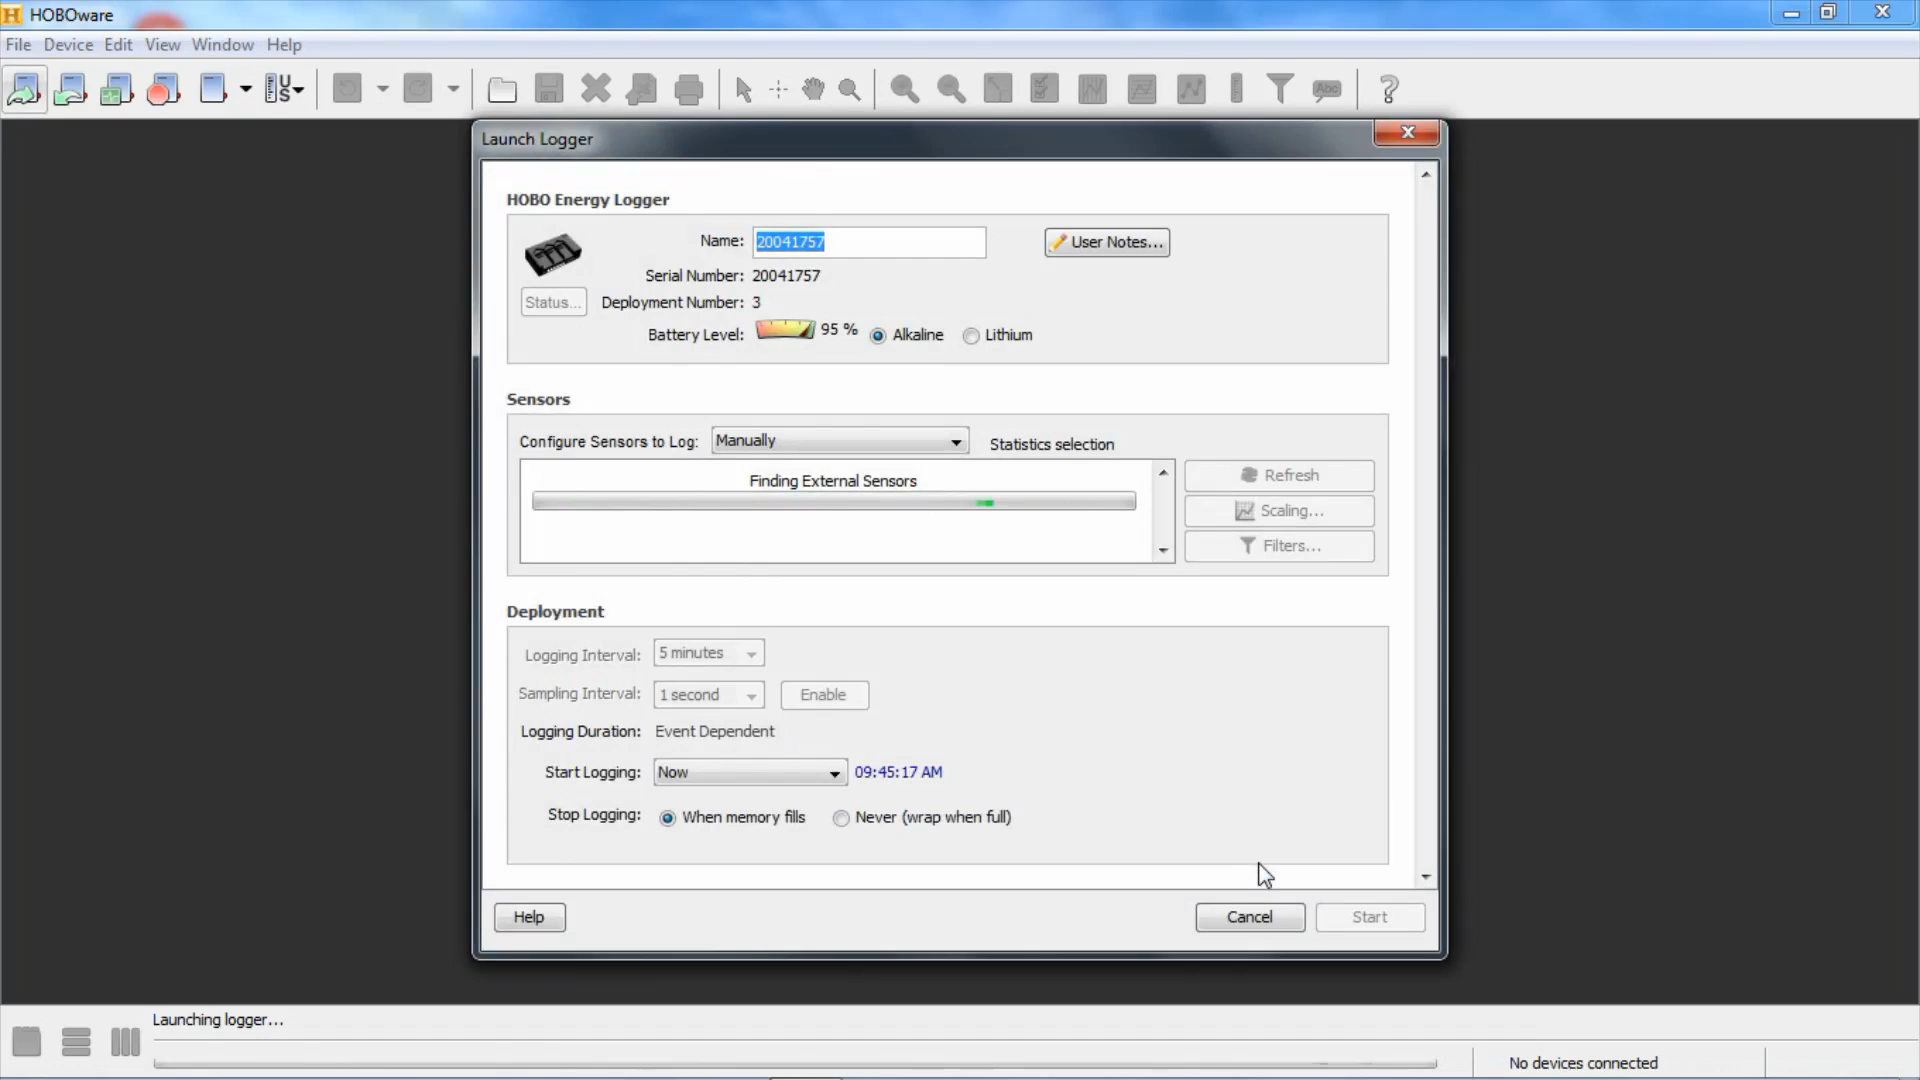 HOBOware
File Device Edit View Window Help
US
Abc
?
Launch Logger
HOBO Energy Logger
Name: 20041757
User Notes...
Serial Number: 20041757
Status...
Deployment Number: 3
Battery Level: 95 % Alkaline Lithium
Sensors
Configure Sensors to Log: Manually
Statistics selection
Finding External Sensors
Refresh
Scaling...
Filters...
Deployment
Logging Interval: 5 minutes
Sampling Interval: 1 second Enable
Logging Duration: Event Dependent
Start Logging: Now 09:45:17 AM
Stop Logging: When memory fills Never (wrap when full)
Help
Cancel
Start
Launching logger...
No devices connected